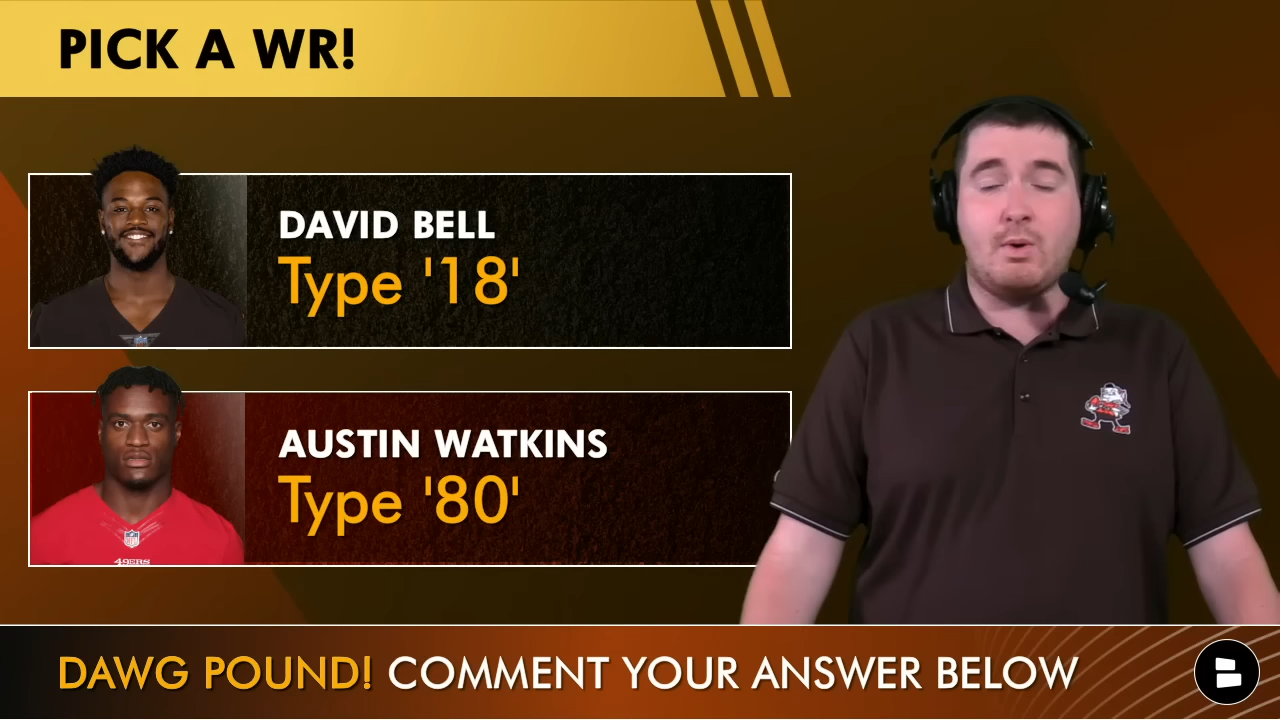 PICK A WR!
DAVID BELL
Type '18'
AUSTIN WATKINS
Type '80'
49ERS
DAWG POUND! COMMENT YOUR ANSWER BELOW